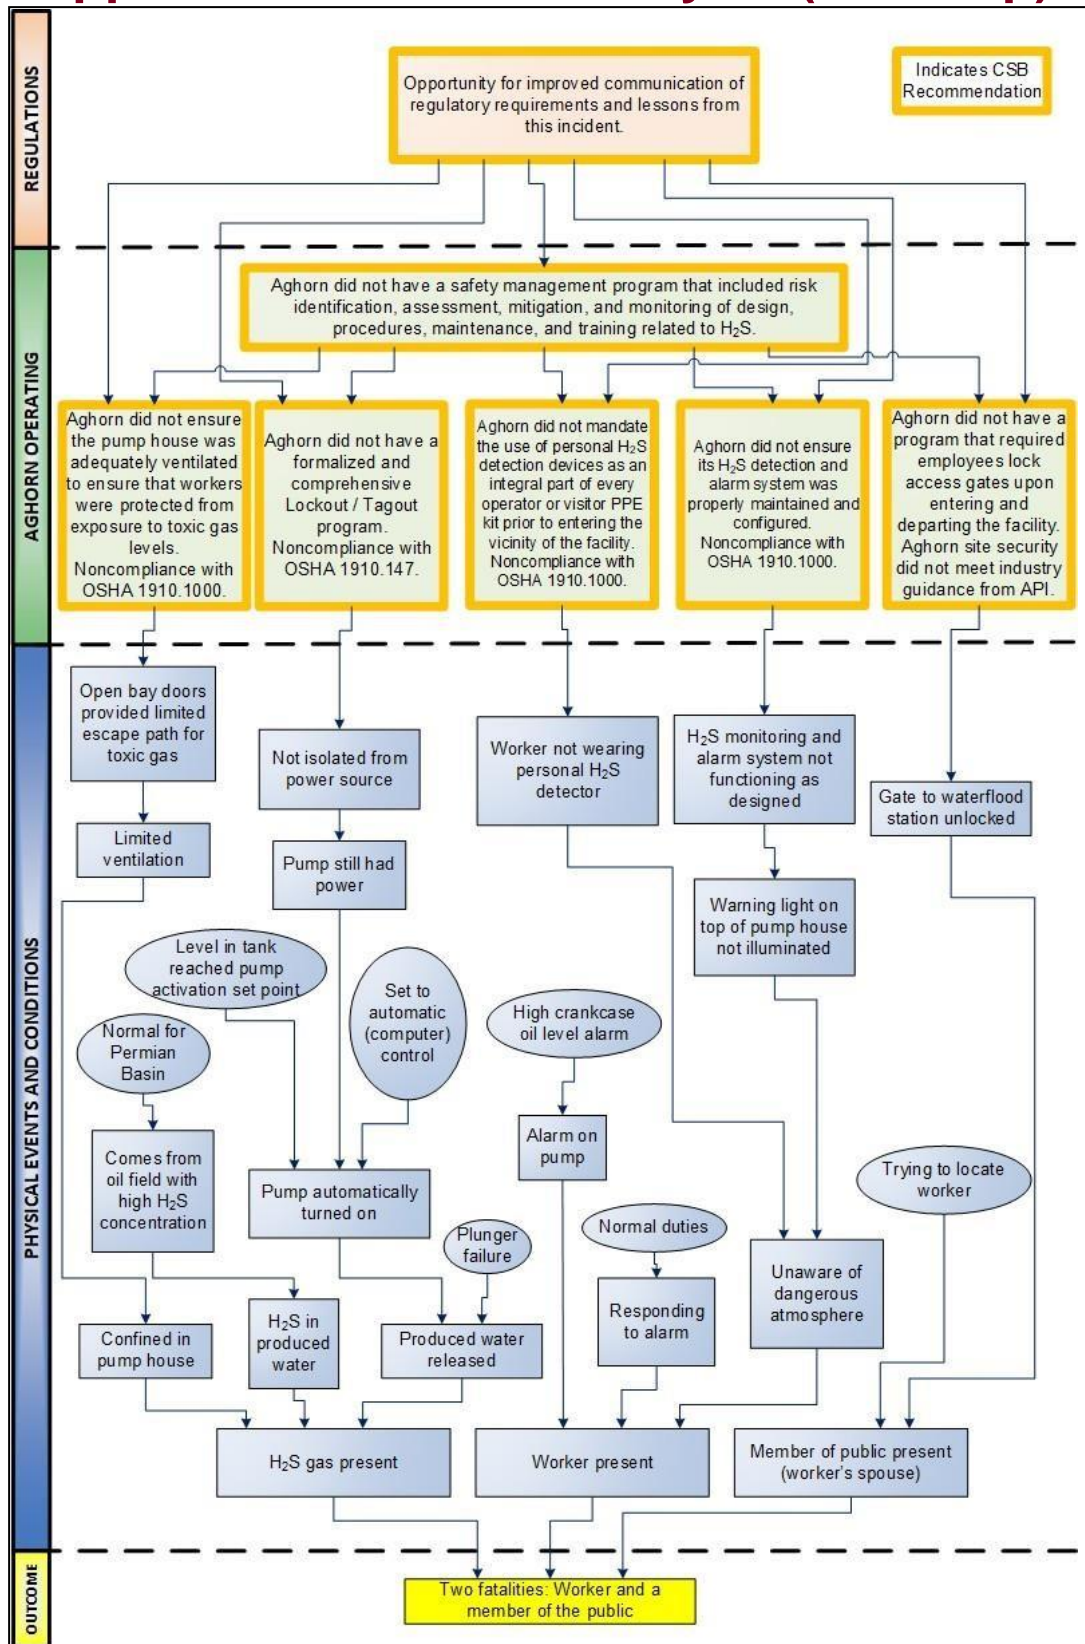 REGULATIONS
Opportunity for improved communication of
regulatory requirements and lessons from
this incident.
Indicates CSB
Recommendation
AGHORN OPERATING
Aghorn did not have a safety management program that included risk
identification, assessment, mitigation, and monitoring of design,
procedures, maintenance, and training related to H₂S.
Aghorn did not ensure
the pump house was
adequately ventilated
to ensure that workers
were protected from
exposure to toxic gas
levels.
Noncompliance with
OSHA 1910.1000.
Aghorn did not have a
formalized and
comprehensive
Lockout / Tagout
program.
Noncompliance with
OSHA 1910.147.
Aghorn did not mandate
the use of personal H₂S
detection devices as an
integral part of every
operator or visitor PPE
kit prior to entering the
vicinity of the facility.
Noncompliance with
OSHA 1910.1000.
Aghorn did not ensure
its H₂S detection and
alarm system was
properly maintained and
configured.
Noncompliance with
OSHA 1910.1000.
Aghorn did not have a
program that required
employees lock
access gates upon
entering and
departing the facility.
Aghorn site security
did not meet industry
guidance from API.
PHYSICAL EVENTS AND CONDITIONS
Open bay doors
provided limited
escape path for
toxic gas
Not isolated from
power source
Worker not wearing
personal H₂S
detector
H₂S monitoring and
alarm system not
functioning as
designed
Gate to waterflood
station unlocked
Limited
ventilation
Pump still had
power
Warning light on
top of pump house
not illuminated
Level in tank
reached pump
activation set point
Set to
automatic
(computer)
control
High crankcase
oil level alarm
Normal for
Permian
Basin
Alarm on
pump
Comes from
oil field with
high H₂S
concentration
Pump automatically
turned on
Trying to locate
worker
Plunger
failure
Normal duties
Unaware of
dangerous
atmosphere
Confined in
pump house
H₂S in
produced
water
Produced water
released
Responding
to alarm
H₂S gas present
Worker present
Member of public present
(worker's spouse)
OUTCOME
Two fatalities: Worker and a
member of the public